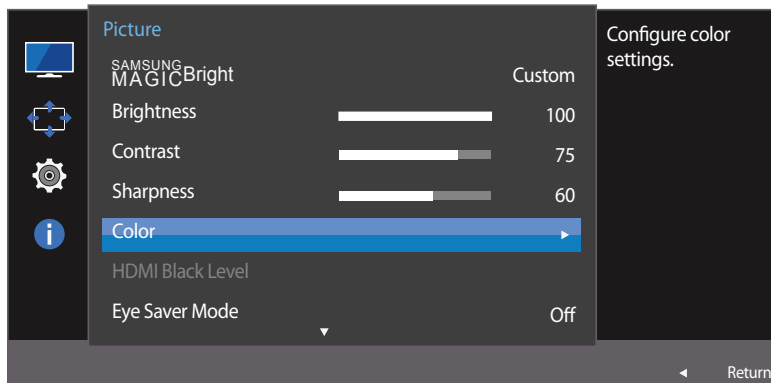 Picture
SAMSUNG
MAGICBright Custom
Brightness 100
Contrast 75
Sharpness 60
Color
HDMI Black Level
Eye Saver Mode Off
Configure color
settings.
Return